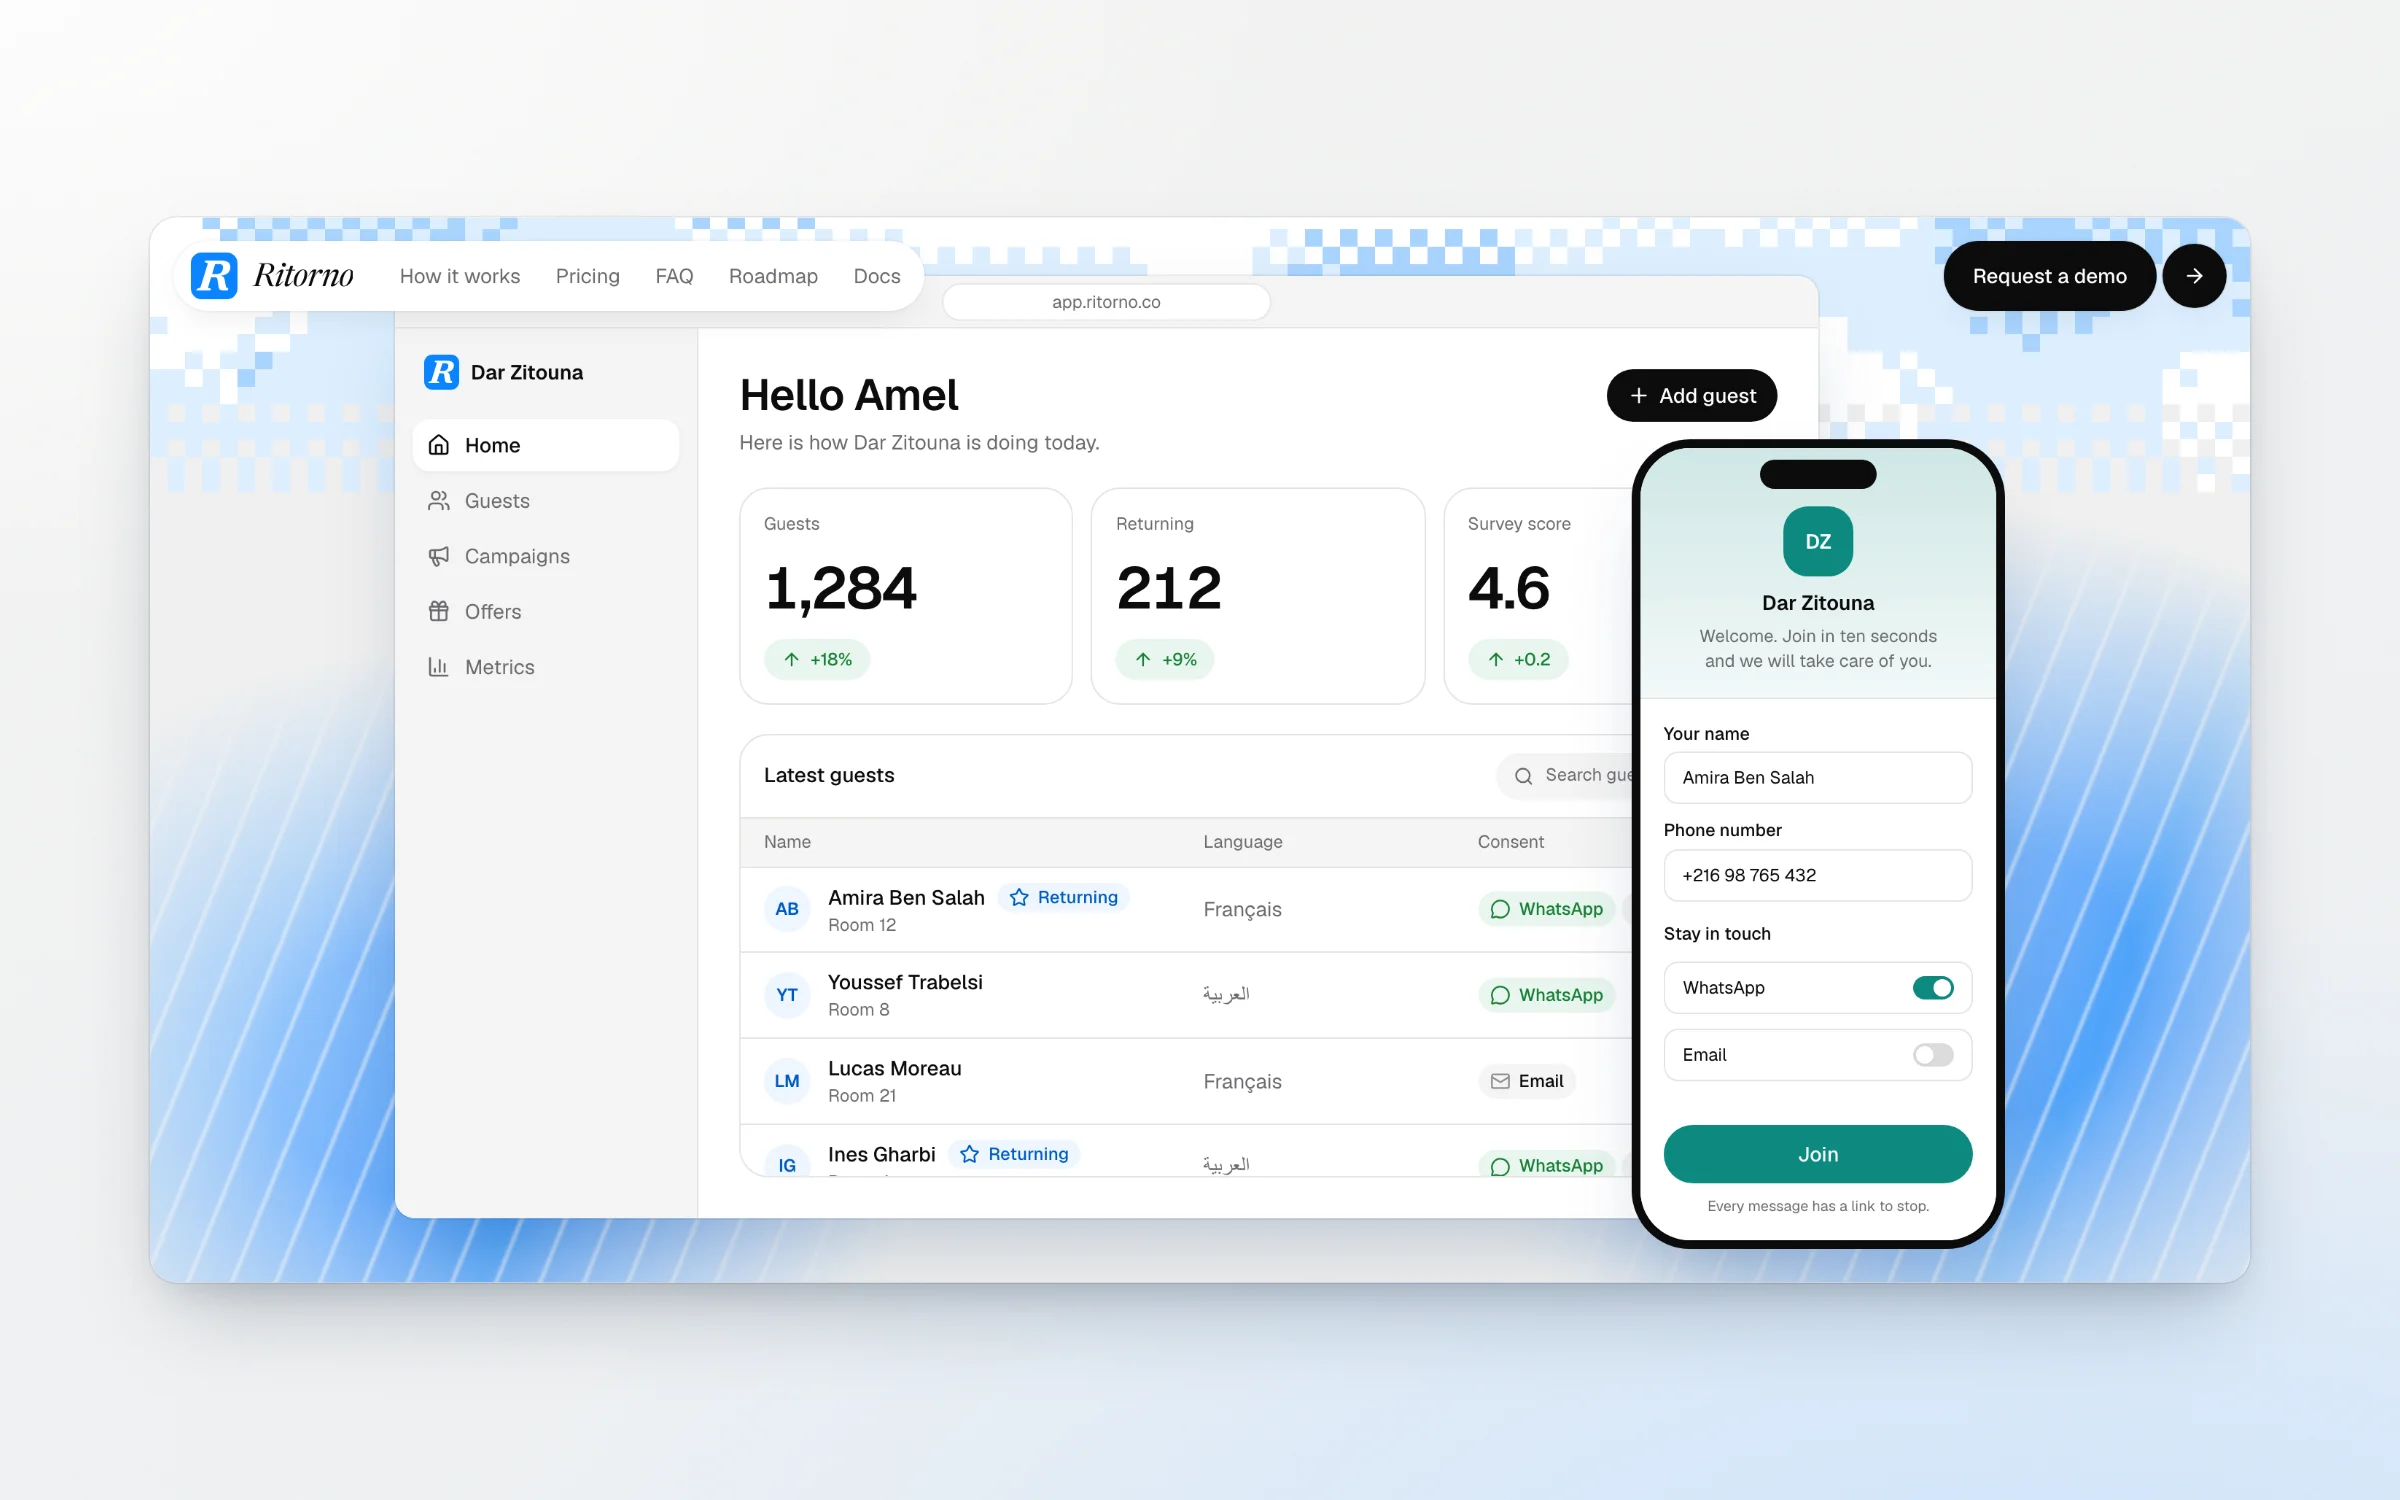 R Ritorno How it works Pricing FAQ Roadmap Docs
Request a demo
app.ritorno.co
R Dar Zitouna
Home
Guests
Campaigns
Offers
Metrics
Hello Amel
Here is how Dar Zitouna is doing today.
Add guest
Guests
1,284
+18%
Returning
212
+9%
Survey score
4.6
+0.2
Latest guests
Search
Name Language Consent
AB Amira Ben Salah Returning Français WhatsApp
Room 12
YT Youssef Trabelsi العربية WhatsApp
Room 8
LM Lucas Moreau Français Email
Room 21
IG Ines Gharbi Returning العربية WhatsApp
DZ
Dar Zitouna
Welcome. Join in ten seconds
and we will take care of you.
Your name
Amira Ben Salah
Phone number
+216 98 765 432
Stay in touch
WhatsApp
Email
Join
Every message has a link to stop.